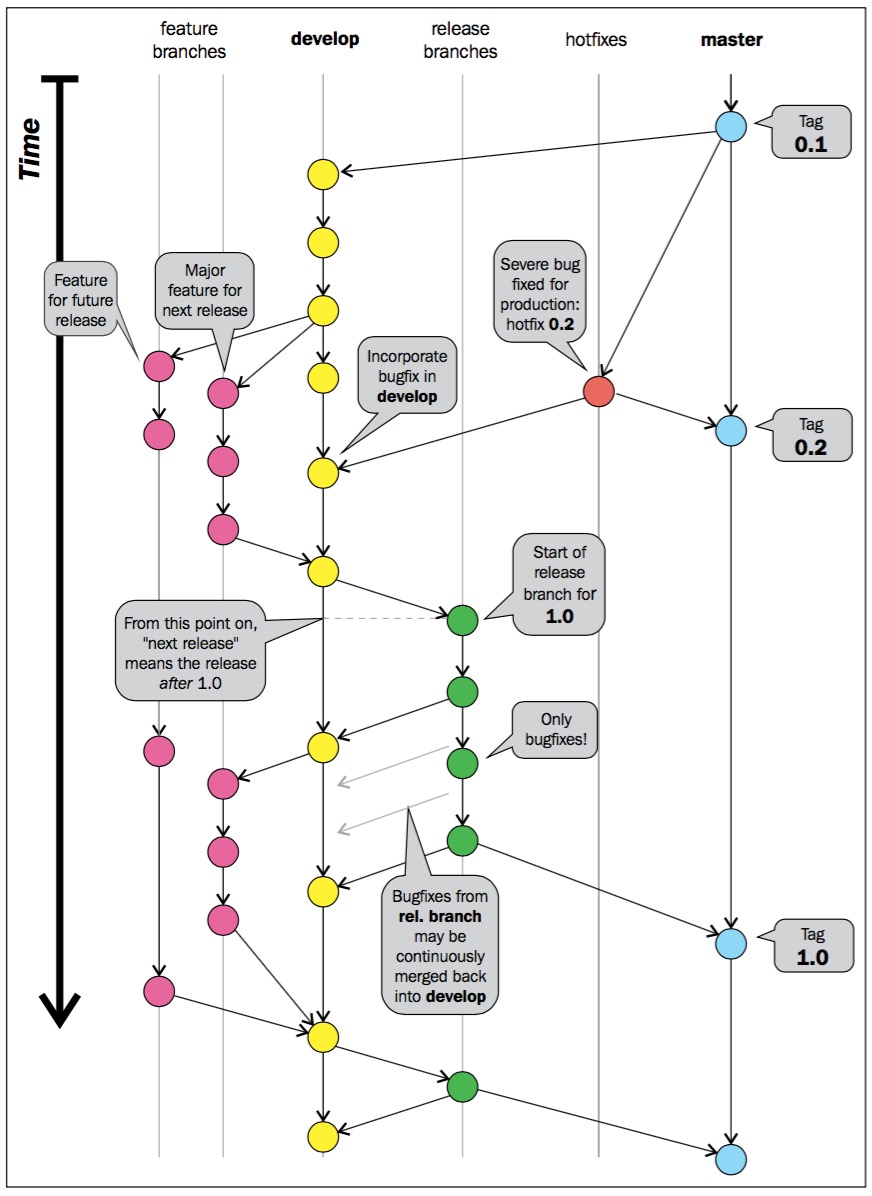 feature
branches
develop
release
branches
hotfixes
master
Time
Tag
0.1
Feature
for future
release
Major
feature for
next release
Severe bug
fixed for
production:
hotfix 0.2
Incorporate
bugfix in
develop
Tag
0.2
Start of
release
branch for
1.0
From this point on,
"next release"
means the release
after 1.0
Only
bugfixes!
Bugfixes from
rel. branch
may be
continuously
merged back
into develop
Tag
1.0